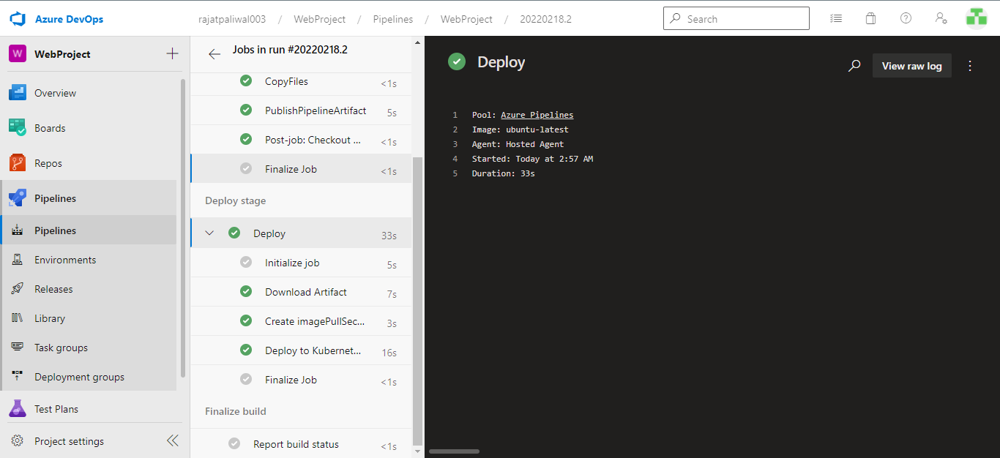 Azure DevOps
rajatpaliwal003 / WebProject / Pipelines / WebProject / 20220218.2
Search
W WebProject
Overview
Boards
Repos
Pipelines
Pipelines
Environments
Releases
Library
Task groups
Deployment groups
Test Plans
Project settings
Jobs in run #20220218.2
CopyFiles <1s
PublishPipelineArtifact 5s
Post-job: Checkout ... <1s
Finalize Job <1s
Deploy stage
Deploy 33s
Initialize job 5s
Download Artifact 7s
Create imagePullSec... 3s
Deploy to Kubernet... 16s
Finalize Job <1s
Finalize build
Report build status <1s
Deploy
View raw log
1 Pool: Azure Pipelines
2 Image: ubuntu-latest
3 Agent: Hosted Agent
4 Started: Today at 2:57 AM
5 Duration: 33s